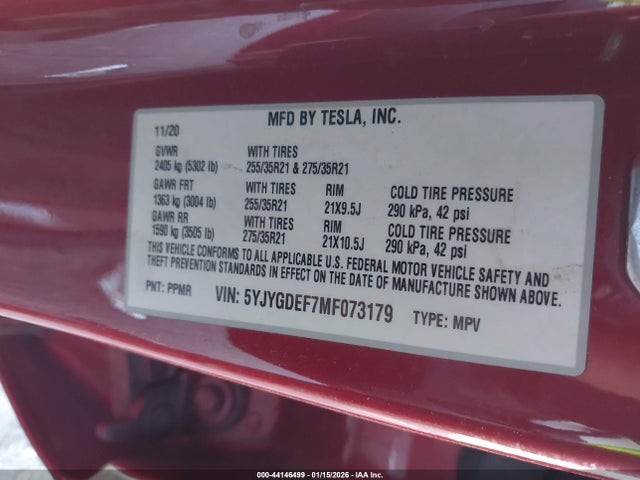 MFD BY TESLA, INC.
11/20
GVWR WITH TIRES
2405 kg (5302 lb) 255/35R21 & 275/35R21
GAWR FRT WITH TIRES RIM COLD TIRE PRESSURE
1363 kg (3004 lb) 255/35R21 21X9.5J 290 kPa, 42 psi
GAWR RR WITH TIRES RIM COLD TIRE PRESSURE
1590 kg (3505 lb) 275/35R21 21X10.5J 290 kPa, 42 psi
THIS VEHICLE CONFORMS TO ALL APPLICABLE U.S. FEDERAL MOTOR VEHICLE SAFETY AND
THEFT PREVENTION STANDARDS IN EFFECT ON THE DATE OF MANUFACTURE SHOWN ABOVE.
PNT: PPMR VIN: 5YJYGDEF7MF073179 TYPE: MPV
000-44146499 - 01/15/2026 - IAA Inc.